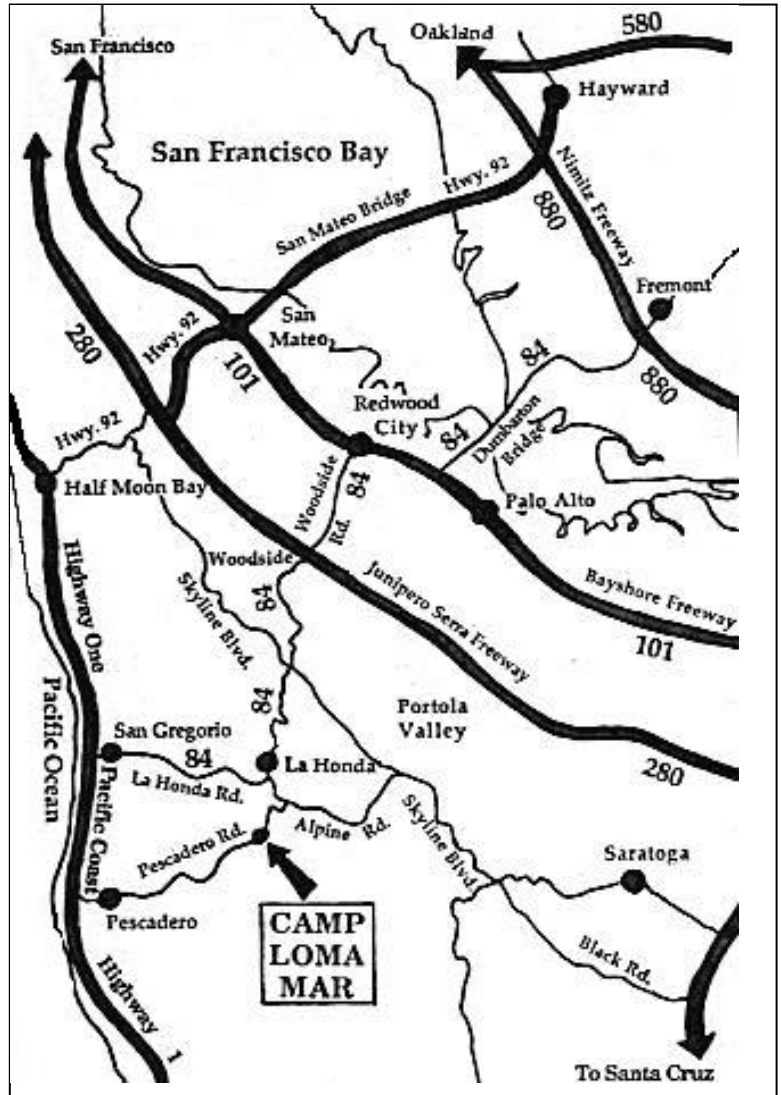 San Francisco
Oakland
580
Hayward
San Francisco Bay
Hwy. 92
San Mateo Bridge
Nimitz Freeway
880
Fremont
280
Hwy. 92
San
Mateo
101
84
880
Redwood
City
84
Dumbarton
Bridge
Hwy. 92
Half Moon Bay
Woodside
Rd.
84
Palo Alto
Woodside
84
Junipero Serra Freeway
Bayshore Freeway
101
Highway One
Skyline Blvd.
Pacific Ocean
84
Portola
Valley
San Gregorio
84
La Honda
La Honda Rd.
280
Pacific Coast
Alpine Rd.
Skyline Blvd.
Pescadero Rd.
Saratoga
Pescadero
CAMP
LOMA
MAR
Black Rd.
Highway 1
To Santa Cruz